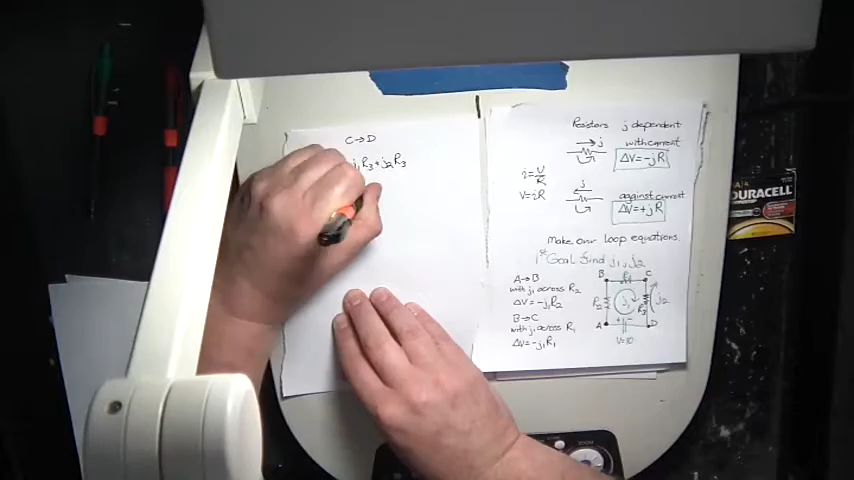 C→D
j₁R₃+j₂R₃
Resistors j dependent
with current
j
ΔV=-jR
i=V/R
V=iR
against current
j
ΔV=+jR
Make our loop equations.
1st Goal find j₁, j₂
A→B
with j₁ across R₂
ΔV=-j₁R₂
B→C
with j₁ across R₁
ΔV=-j₁R₁
B R₁ C
R₂ j₁ R₃ j₂
A + D
V=10
DURACELL
ZOOM